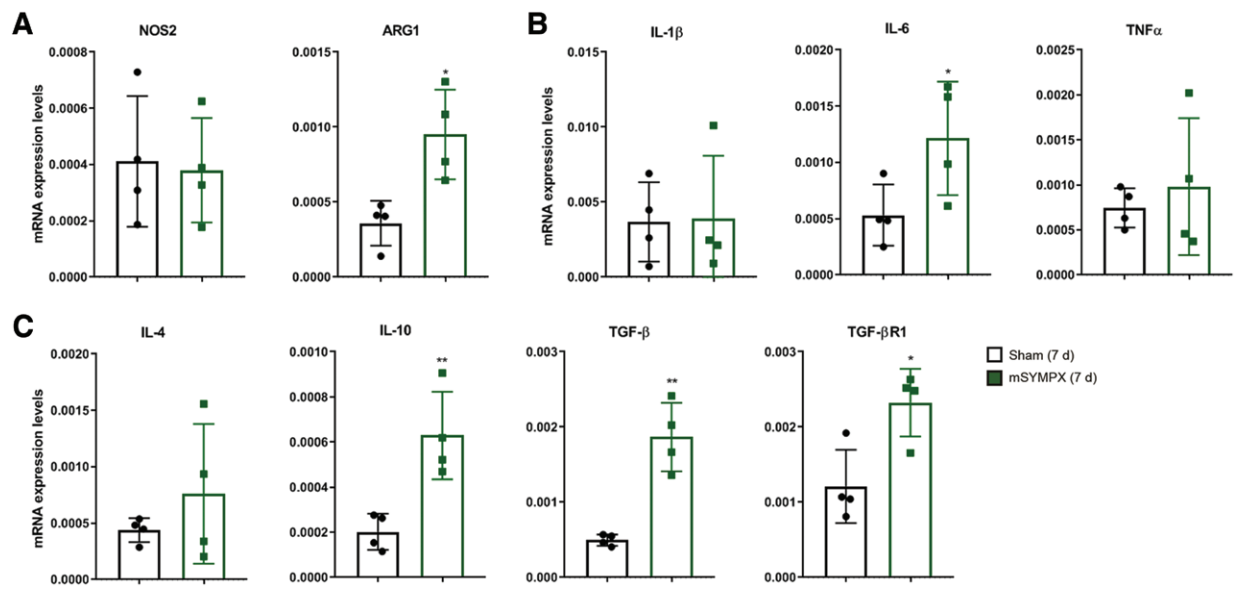 A
NOS2
mRNA expression levels
0.0008
0.0006
0.0004
0.0002
0.0000
ARG1
0.0015
0.0010
0.0005
0.0000
*
B
IL-1β
mRNA expression levels
0.015
0.010
0.005
0.000
IL-6
0.0020
0.0015
0.0010
0.0005
0.0000
*
TNFα
0.0025
0.0020
0.0015
0.0010
0.0005
0.0000
C
IL-4
mRNA expression levels
0.0020
0.0015
0.0010
0.0005
0.0000
IL-10
0.0010
0.0008
0.0006
0.0004
0.0002
0.0000
**
TGF-β
0.003
0.002
0.001
0.000
**
TGF-βR1
0.003
0.002
0.001
0.000
*
Sham (7 d)
mSYMPX (7 d)